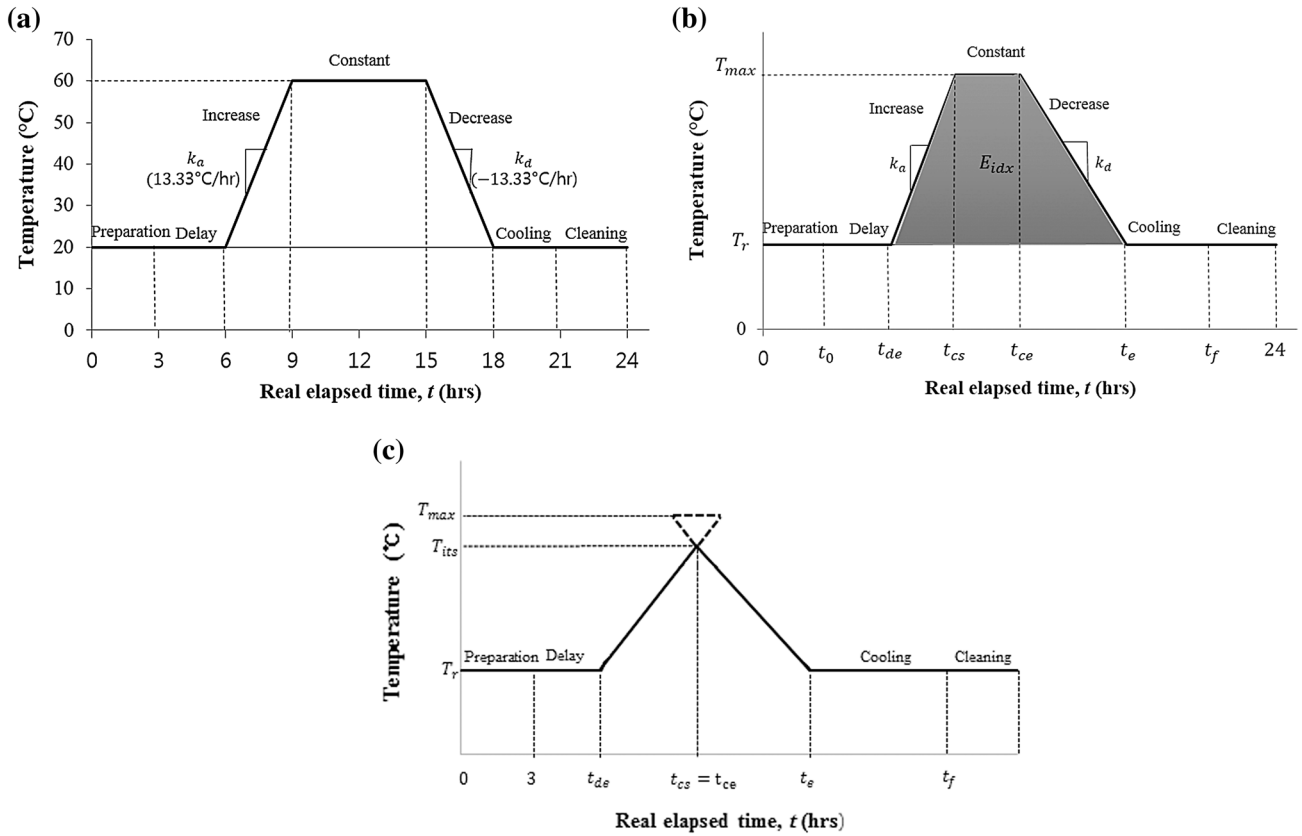 (a)
Temperature (°C)
70
60
50
40
30
20
10
0
Constant
Increase
Decrease
k_a
(13.33°C/hr)
k_d
(−13.33°C/hr)
Preparation
Delay
Cooling
Cleaning
0 3 6 9 12 15 18 21 24
Real elapsed time, t (hrs)
(b)
Temperature (°C)
T_max
T_r
0
Constant
Increase
Decrease
k_a
E_idx
k_d
Preparation
Delay
Cooling
Cleaning
0 t_0 t_de t_cs t_ce t_e t_f 24
Real elapsed time, t (hrs)
(c)
Temperature (℃)
T_max
T_its
T_r
Preparation
Delay
Cooling
Cleaning
0 3 t_de t_cs = t_ce t_e t_f
Real elapsed time, t (hrs)